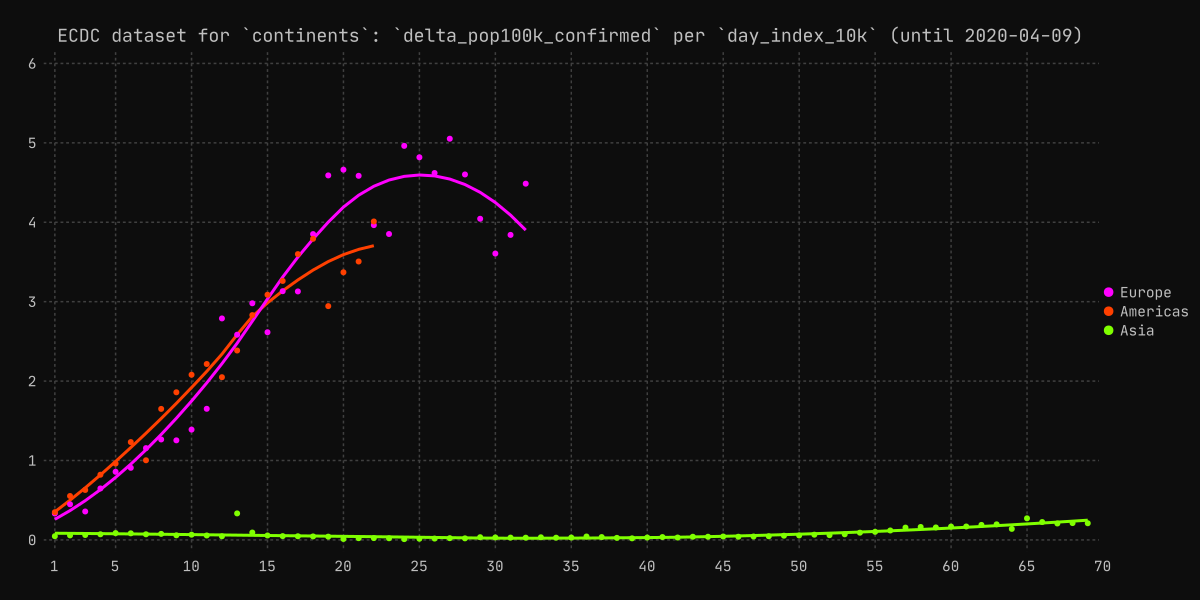 ECDC dataset for `continents`: `delta_pop100k_confirmed` per `day_index_10k` (until 2020-04-09)
6
5
4
3
2
1
0
Europe
Americas
Asia
1 5 10 15 20 25 30 35 40 45 50 55 60 65 70